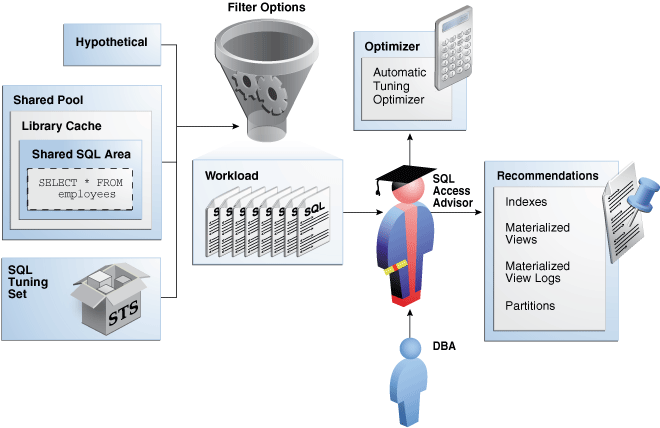 Hypothetical
Shared Pool
Library Cache
Shared SQL Area
SELECT * FROM
employees
SQL
Tuning
Set
STS
Filter Options
Workload
S
S
S
S
S
S
S
SQL
Optimizer
Automatic
Tuning
Optimizer
SQL
Access
Advisor
DBA
Recommendations
Indexes
Materialized
Views
Materialized
View Logs
Partitions